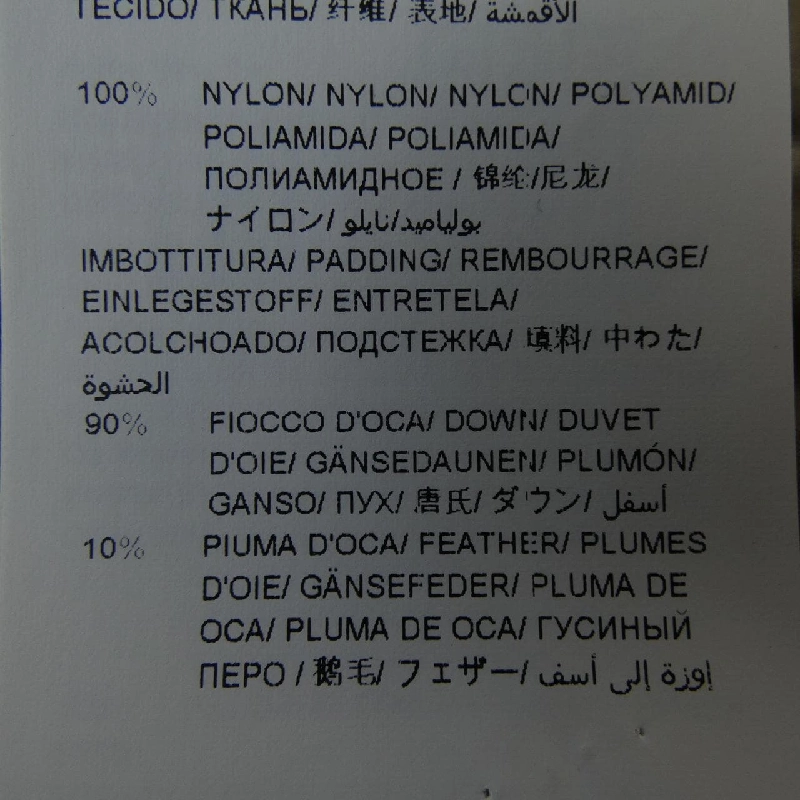 TECIDO/ ТКАНЬ/ 纤维/ 表地/ الأقمشة
100% NYLON/ NYLON/ NYLON/ POLYAMID/
POLIAMIDA/ POLIAMIDA/
ПОЛИАМИДНОЕ / 锦纶/尼龙/
ナイロン/ بولياميد/نايلو
IMBOTTITURA/ PADDING/ REMBOURRAGE/
EINLEGESTOFF/ ENTRETELA/
ACOLCHOADO/ ПОДСТЕЖКА/ 填料/ 中わた/
الحشوة
90% FIOCCO D'OCA/ DOWN/ DUVET
D'OIE/ GÄNSEDAUNEN/ PLUMÓN/
GANSO/ ПУХ/ 唐氏/ ダウン/ أسفل
10% PIUMA D'OCA/ FEATHER/ PLUMES
D'OIE/ GÄNSEFEDER/ PLUMA DE
OCA/ PLUMA DE OCA/ ГУСИНЫЙ
ПЕРО / 鹅毛/ フェザー/ إوزة إلى أسف